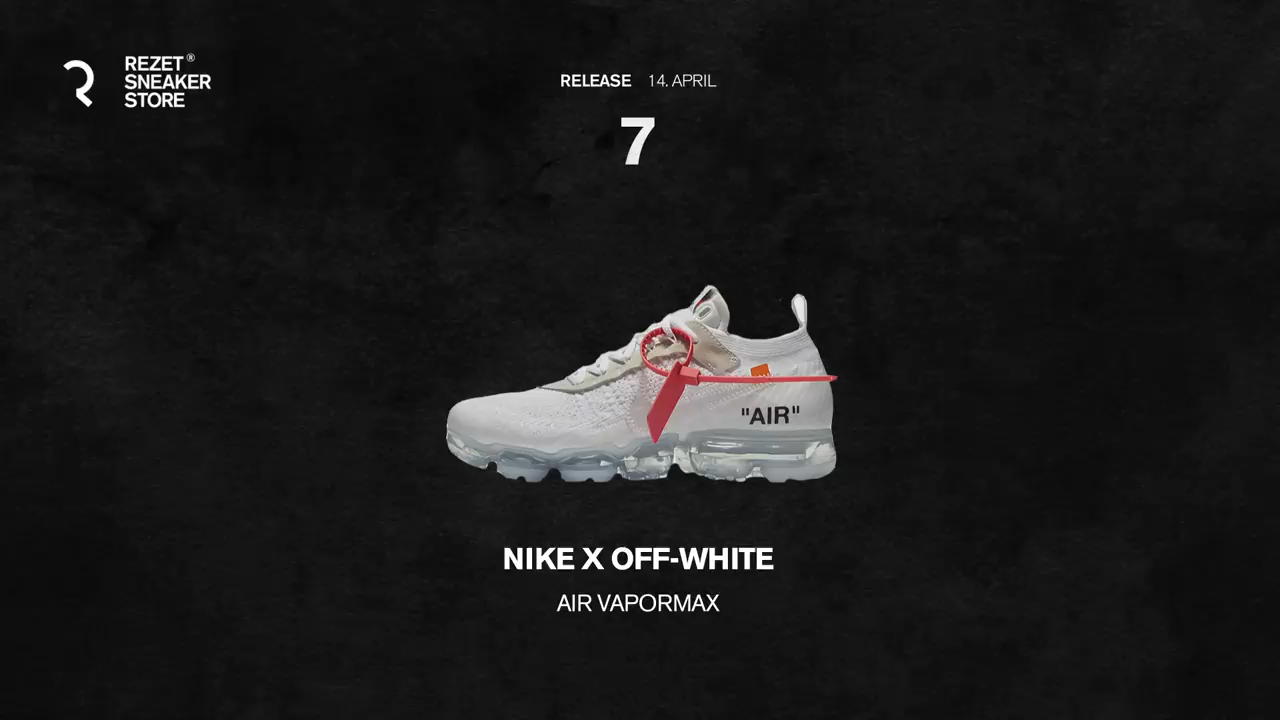 REZET®
SNEAKER
STORE
RELEASE 14. APRIL
7
"AIR"
NIKE X OFF-WHITE
AIR VAPORMAX